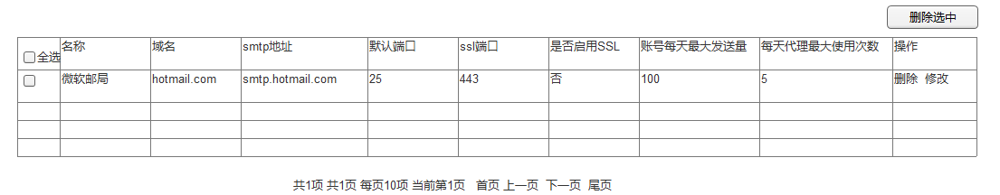 删除选中
全选 名称 域名 smtp地址 默认端口 ssl端口 是否启用SSL 账号每天最大发送量 每天代理最大使用次数 操作
微软邮局 hotmail.com smtp.hotmail.com 25 443 否 100 5 删除 修改
共1项 共1页 每页10项 当前第1页 首页 上一页 下一页 尾页